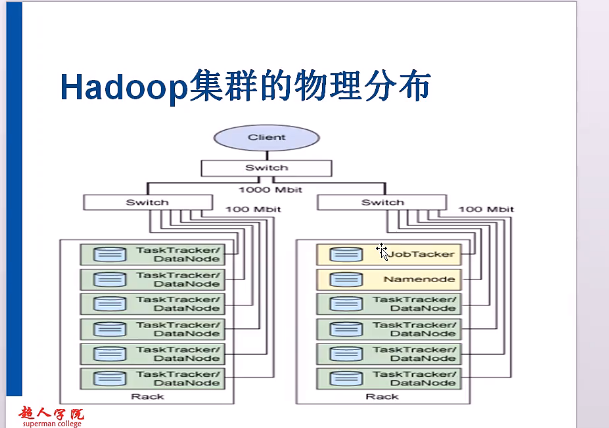 Hadoop集群的物理分布
Client
Switch
1000 Mbit
Switch
Switch
100 Mbit
100 Mbit
TaskTracker/
DataNode
TaskTracker/
DataNode
TaskTracker/
DataNode
TaskTracker/
DataNode
TaskTracker/
DataNode
TaskTracker/
DataNode
Rack
JobTacker
Namenode
TaskTracker/
DataNode
TaskTracker/
DataNode
TaskTracker/
DataNode
TaskTracker/
DataNode
Rack
超人学院
superman college